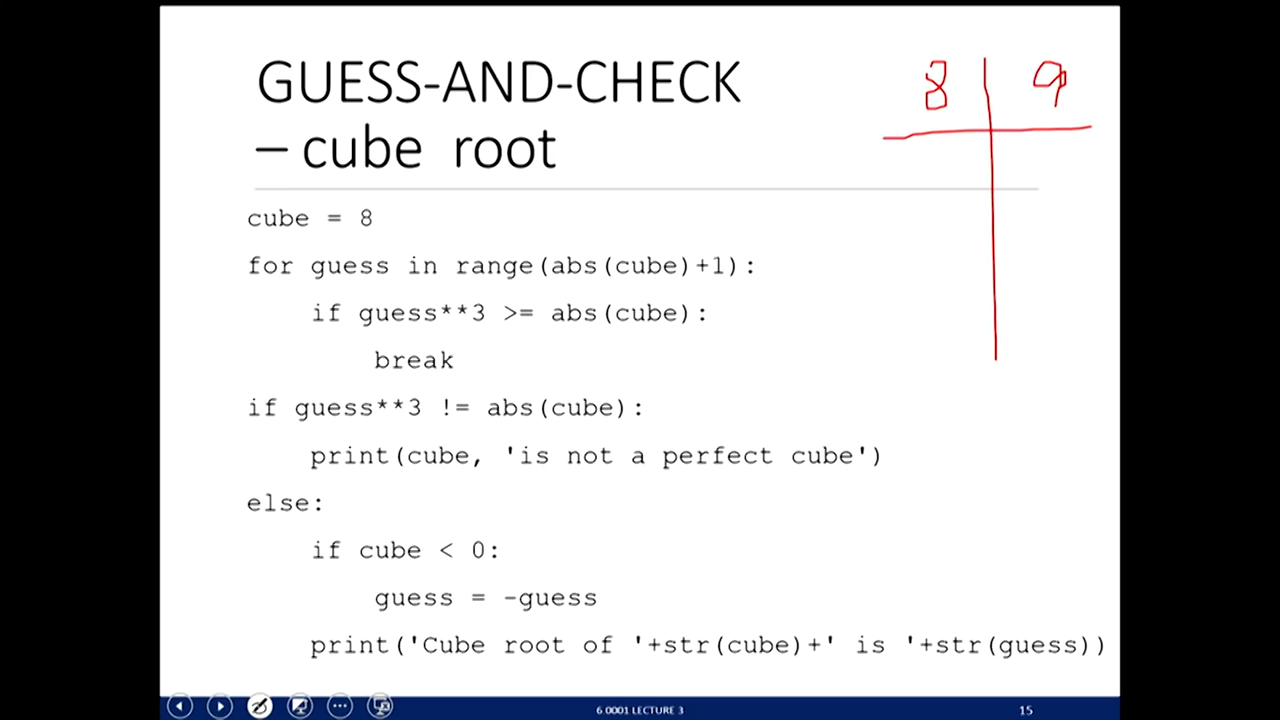 GUESS-AND-CHECK
– cube root
8 9
cube = 8
for guess in range(abs(cube)+1):
    if guess**3 >= abs(cube):
        break
if guess**3 != abs(cube):
    print(cube, 'is not a perfect cube')
else:
    if cube < 0:
        guess = -guess
    print('Cube root of '+str(cube)+' is '+str(guess))
6 0001 LECTURE 3
15